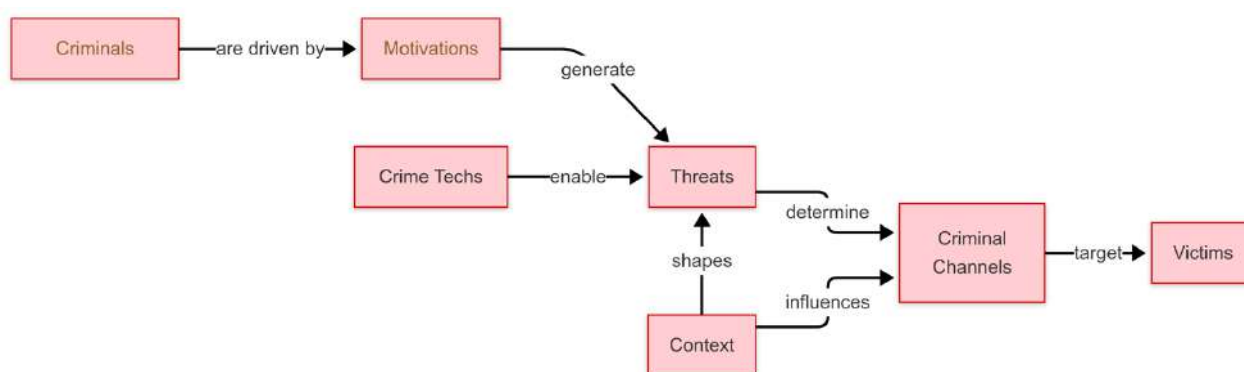 Criminals
are driven by
Motivations
generate
Crime Techs
enable
Threats
determine
shapes
Criminal
Channels
target
Victims
influences
Context